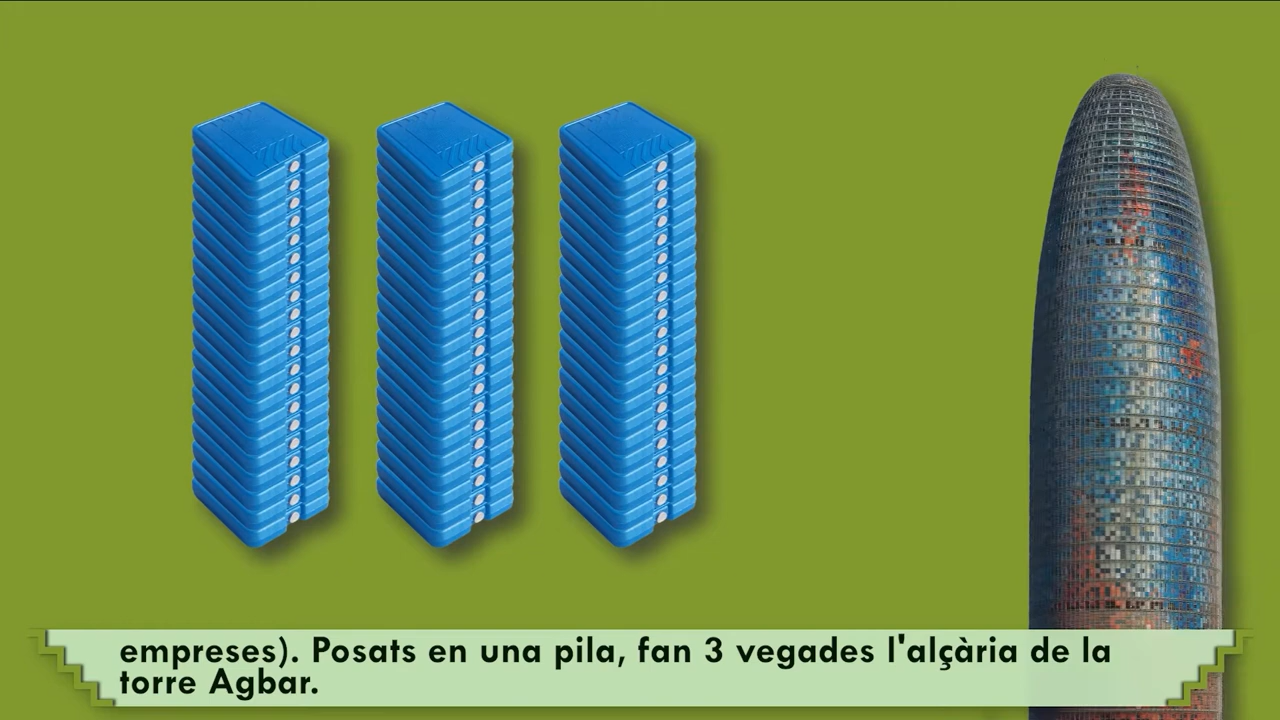 empreses). Posats en una pila, fan 3 vegades l'alçària de la
torre Agbar.